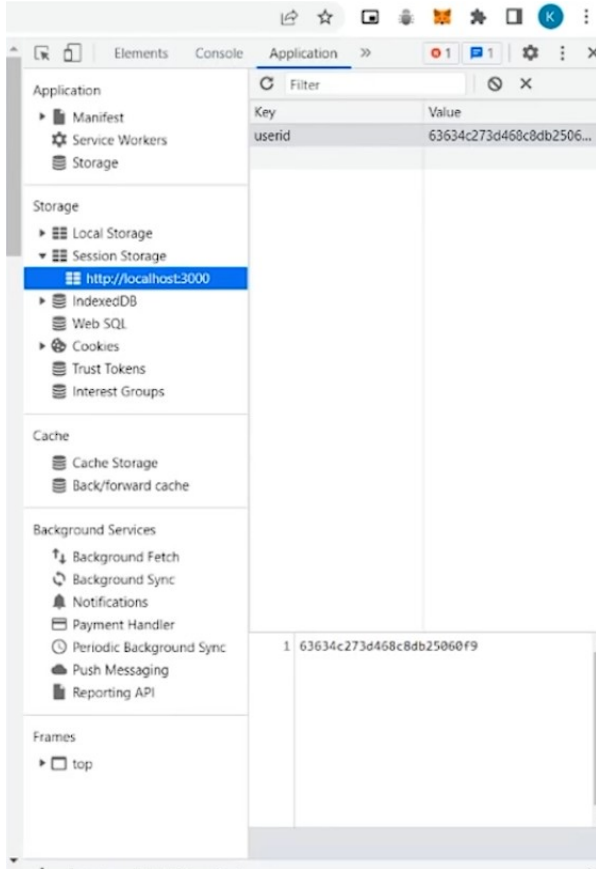 K
Elements Console Application » 1 1
Application
Manifest
Service Workers
Storage
Storage
Local Storage
Session Storage
http://localhost:3000
IndexedDB
Web SQL
Cookies
Trust Tokens
Interest Groups
Cache
Cache Storage
Back/forward cache
Background Services
Background Fetch
Background Sync
Notifications
Payment Handler
Periodic Background Sync
Push Messaging
Reporting API
Frames
top
Filter
Key Value
userid 63634c273d468c8db2506...
1 63634c273d468c8db25060f9